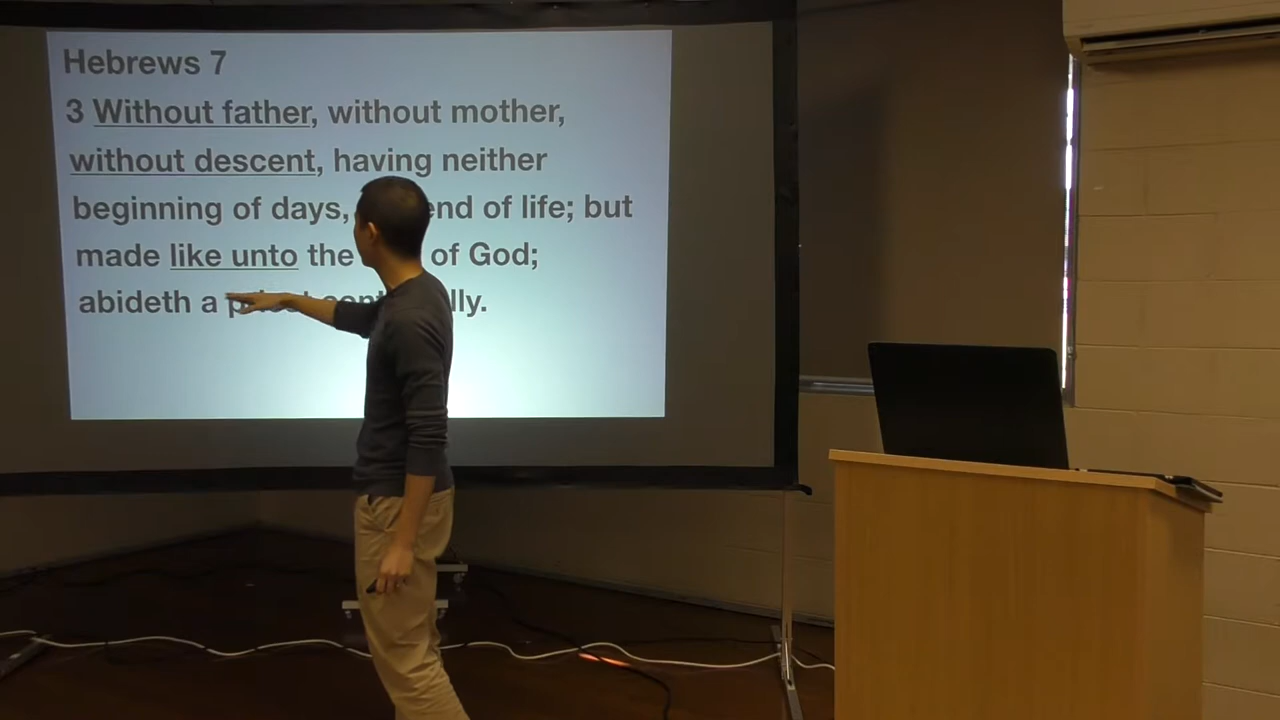 Hebrews 7
3 Without father, without mother,
without descent, having neither
beginning of days, end of life; but
made like unto the of God;
abideth a